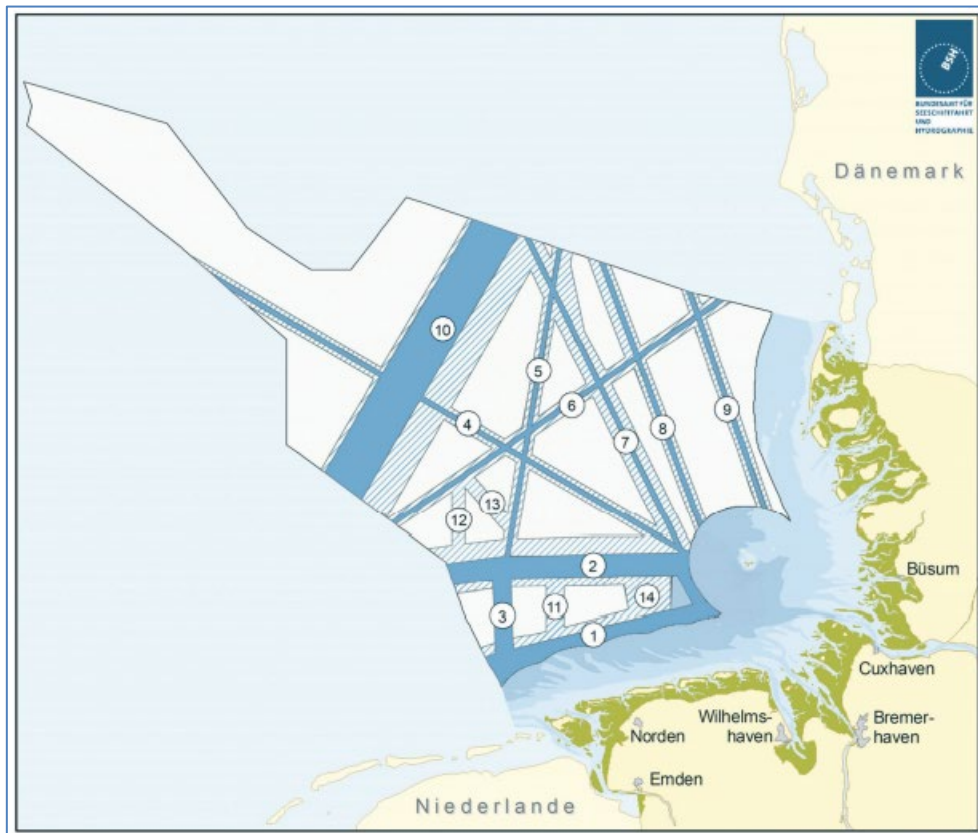 BSH
BUNDESAMT FÜR
SEESCHIFFFAHRT
UND
HYDROGRAPHIE
Dänemark
10
5
6
4
9
8
7
13
12
2
14
11
3
1
Büsum
Cuxhaven
Wilhelms-
haven
Bremer-
haven
Norden
Emden
Niederlande